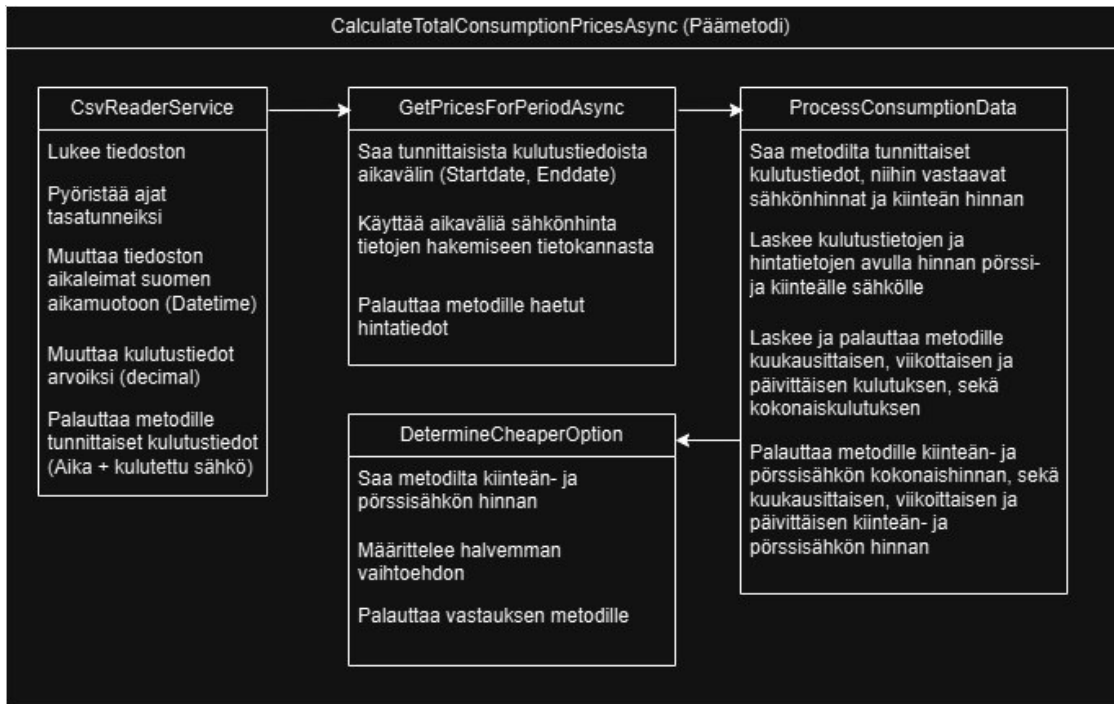 CalculateTotalConsumptionPricesAsync (Päämetodi)
CsvReaderService
Lukee tiedoston
Pyöristää ajat
tasatunneiksi
Muuttaa tiedoston
aikaleimat suomen
aikamuotoon (Datetime)
Muuttaa kulutustiedot
arvoiksi (decimal)
Palauttaa metodille
tunnittaiset kulutustiedot
(Aika + kulutettu sähkö)
GetPricesForPeriodAsync
Saa tunnittaisista kulutustiedoista
aikavälin (Startdate, Enddate)
Käyttää aikaväliä sähkönhinta
tietojen hakemiseen tietokannasta
Palauttaa metodille haetut
hintatiedot
ProcessConsumptionData
Saa metodilta tunnittaiset
kulutustiedot, niihin vastaavat
sähkönhinnat ja kiinteän hinnan
Laskee kulutustietojen ja
hintatietojen avulla hinnan pörssi-
ja kiinteälle sähkölle
Laskee ja palauttaa metodille
kuukausittaisen, viikottaisen ja
päivittäisen kulutuksen, sekä
kokonaiskulutuksen
Palauttaa metodille kiinteän- ja
pörssisähkön kokonaishinnan, sekä
kuukausittaisen, viikoittaisen ja
päivittäisen kiinteän- ja
pörssisähkön hinnan
DetermineCheaperOption
Saa metodilta kiinteän- ja
pörssisähkön hinnan
Määrittelee halvemman
vaihtoehdon
Palauttaa vastauksen metodille